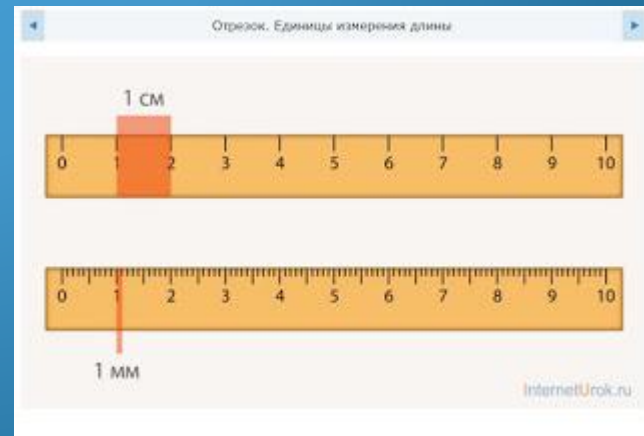 Отрезок. Единицы измерения длины
1 см
0 1 2 3 4 5 6 7 8 9 10
0 1 2 3 4 5 6 7 8 9 10
1 мм
InternetUrok.ru